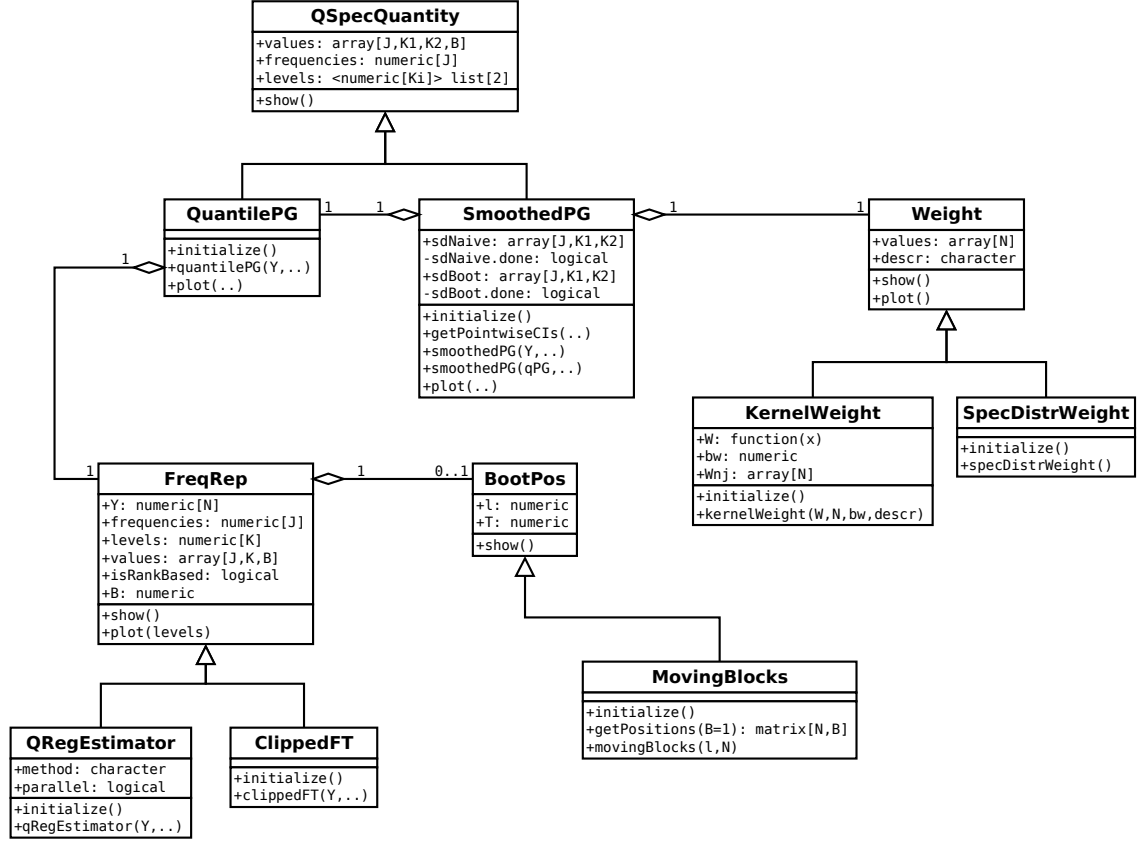 QSpecQuantity
+values: array[J,K1,K2,B]
+frequencies: numeric[J]
+levels: <numeric[Ki]> list[2]
+show()
QuantilePG
+initialize()
+quantilePG(Y,..)
+plot(..)
1
1
1
SmoothedPG
+sdNaive: array[J,K1,K2]
-sdNaive.done: logical
+sdBoot: array[J,K1,K2]
-sdBoot.done: logical
+initialize()
+getPointwiseCIs(..)
+smoothedPG(Y,..)
+smoothedPG(qPG,..)
+plot(..)
1
1
Weight
+values: array[N]
+descr: character
+show()
+plot()
KernelWeight
+W: function(x)
+bw: numeric
+Wnj: array[N]
+initialize()
+kernelWeight(W,N,bw,descr)
SpecDistrWeight
+initialize()
+specDistrWeight()
1
FreqRep
+Y: numeric[N]
+frequencies: numeric[J]
+levels: numeric[K]
+values: array[J,K,B]
+isRankBased: logical
+B: numeric
+show()
+plot(levels)
1
0..1
BootPos
+l: numeric
+T: numeric
+show()
MovingBlocks
+initialize()
+getPositions(B=1): matrix[N,B]
+movingBlocks(l,N)
QRegEstimator
+method: character
+parallel: logical
+initialize()
+qRegEstimator(Y,..)
ClippedFT
+initialize()
+clippedFT(Y,..)